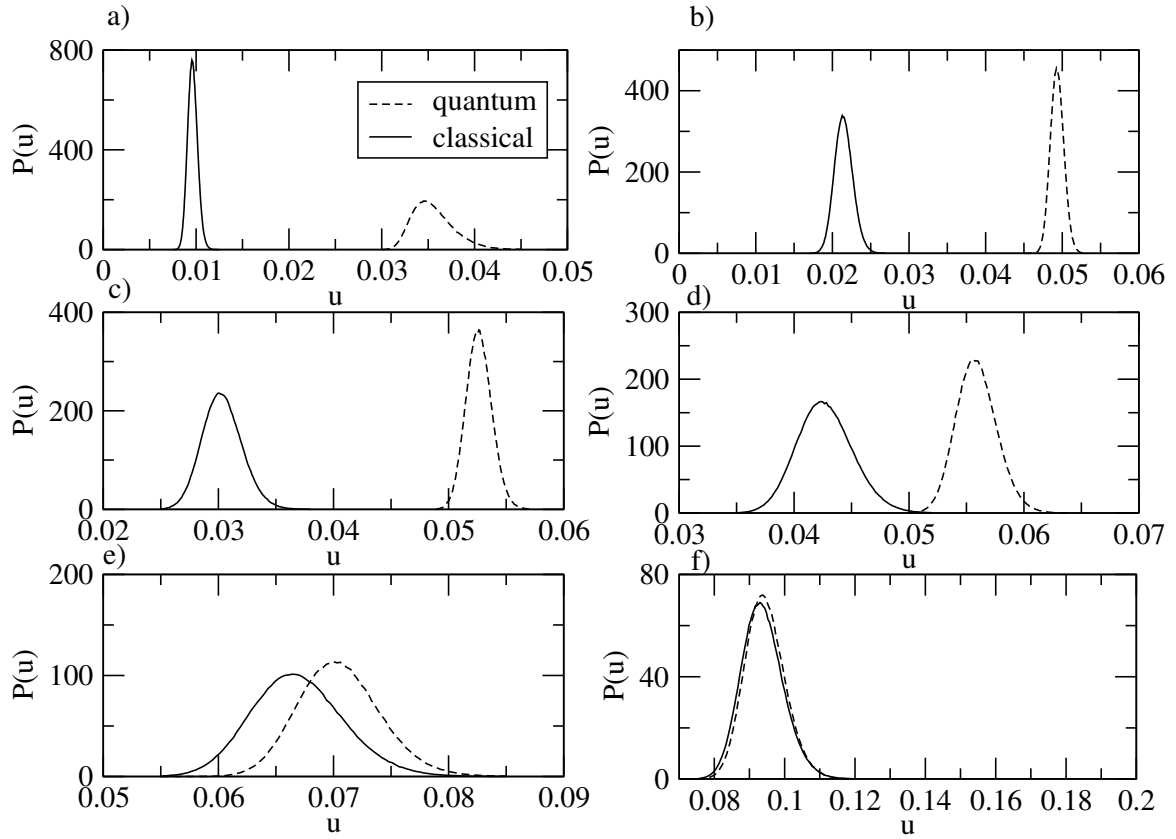 a)
800
400
0
P(u)
quantum
classical
0 0.01 0.02 0.03 0.04 0.05
u
b)
400
200
0
P(u)
0 0.01 0.02 0.03 0.04 0.05 0.06
u
c)
400
200
0
P(u)
0.02 0.03 0.04 0.05 0.06
u
d)
300
200
100
0
P(u)
0.03 0.04 0.05 0.06 0.07
u
e)
200
100
0
P(u)
0.05 0.06 0.07 0.08 0.09
u
f)
80
40
0
P(u)
0.08 0.1 0.12 0.14 0.16 0.18 0.2
u